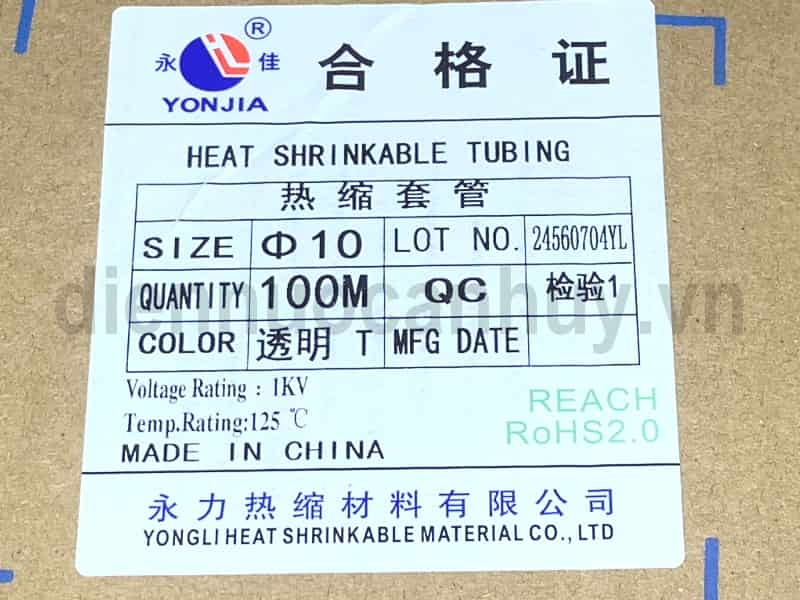 ®
永 佳 合格证
YONJIA
HEAT SHRINKABLE TUBING
热缩套管
SIZE Φ10 LOT NO. 24560704YL
QUANTITY 100M QC 检验1
diennuocanhuy.vn
COLOR 透明 T MFG DATE
Voltage Rating : 1KV
Temp.Rating:125 ℃
REACH
RoHS2.0
MADE IN CHINA
永力热缩材料有限公司
YONGLI HEAT SHRINKABLE MATERIAL CO., LTD